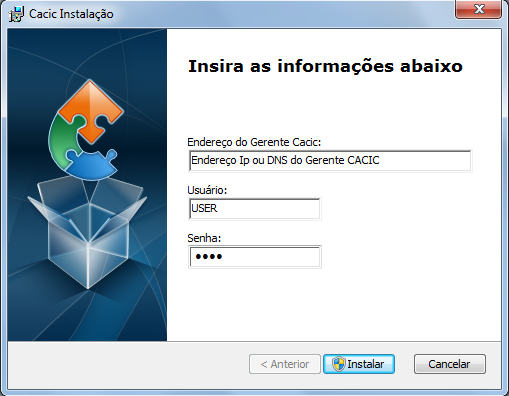 Cacic Instalação
Insira as informações abaixo
Endereço do Gerente Cacic:
Endereço Ip ou DNS do Gerente CACIC
Usuário:
USER
Senha:
••••
< Anterior
Instalar
Cancelar